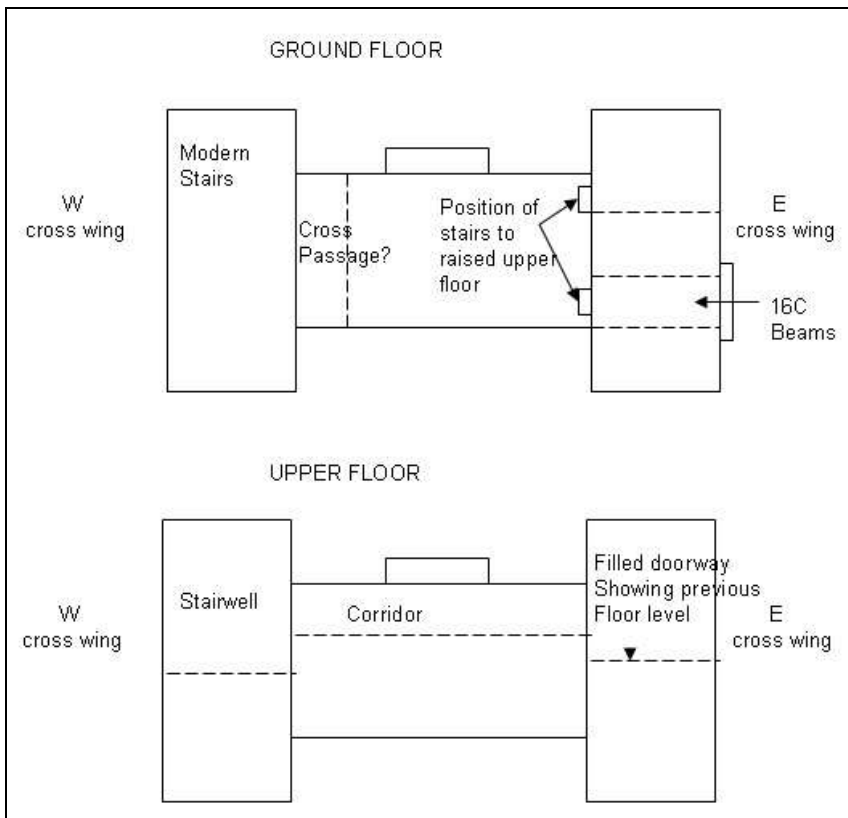 GROUND FLOOR
Modern
Stairs
W
cross wing
Cross
Passage?
Position of
stairs to
raised upper
floor
E
cross wing
16C
Beams
UPPER FLOOR
W
cross wing
Stairwell
Corridor
Filled doorway
Showing previous
Floor level
E
cross wing